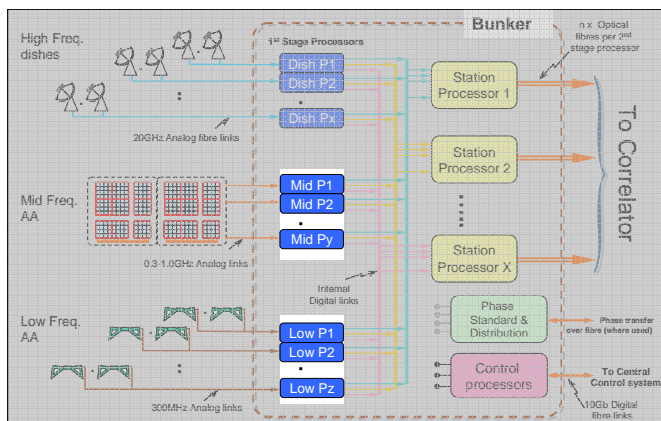 Bunker
High Freq.
dishes
1st Stage Processors
n x Optical
fibres per 2nd
stage processor
Dish P1
Dish P2
Dish Px
Station
Processor 1
20GHz Analog fibre links
Station
Processor 2
To Correlator
Mid Freq.
AA
Mid P1
Mid P2
Mid Py
0.3-1.0GHz Analog links
Station
Processor X
Internal
Digital links
Low Freq.
AA
Low P1
Low P2
Low Pz
300MHz Analog links
Phase
Standard &
Distribution
Phase transfer
over fibre (where used)
Control
processors
To Central
Control system
10Gb Digital
fibre links